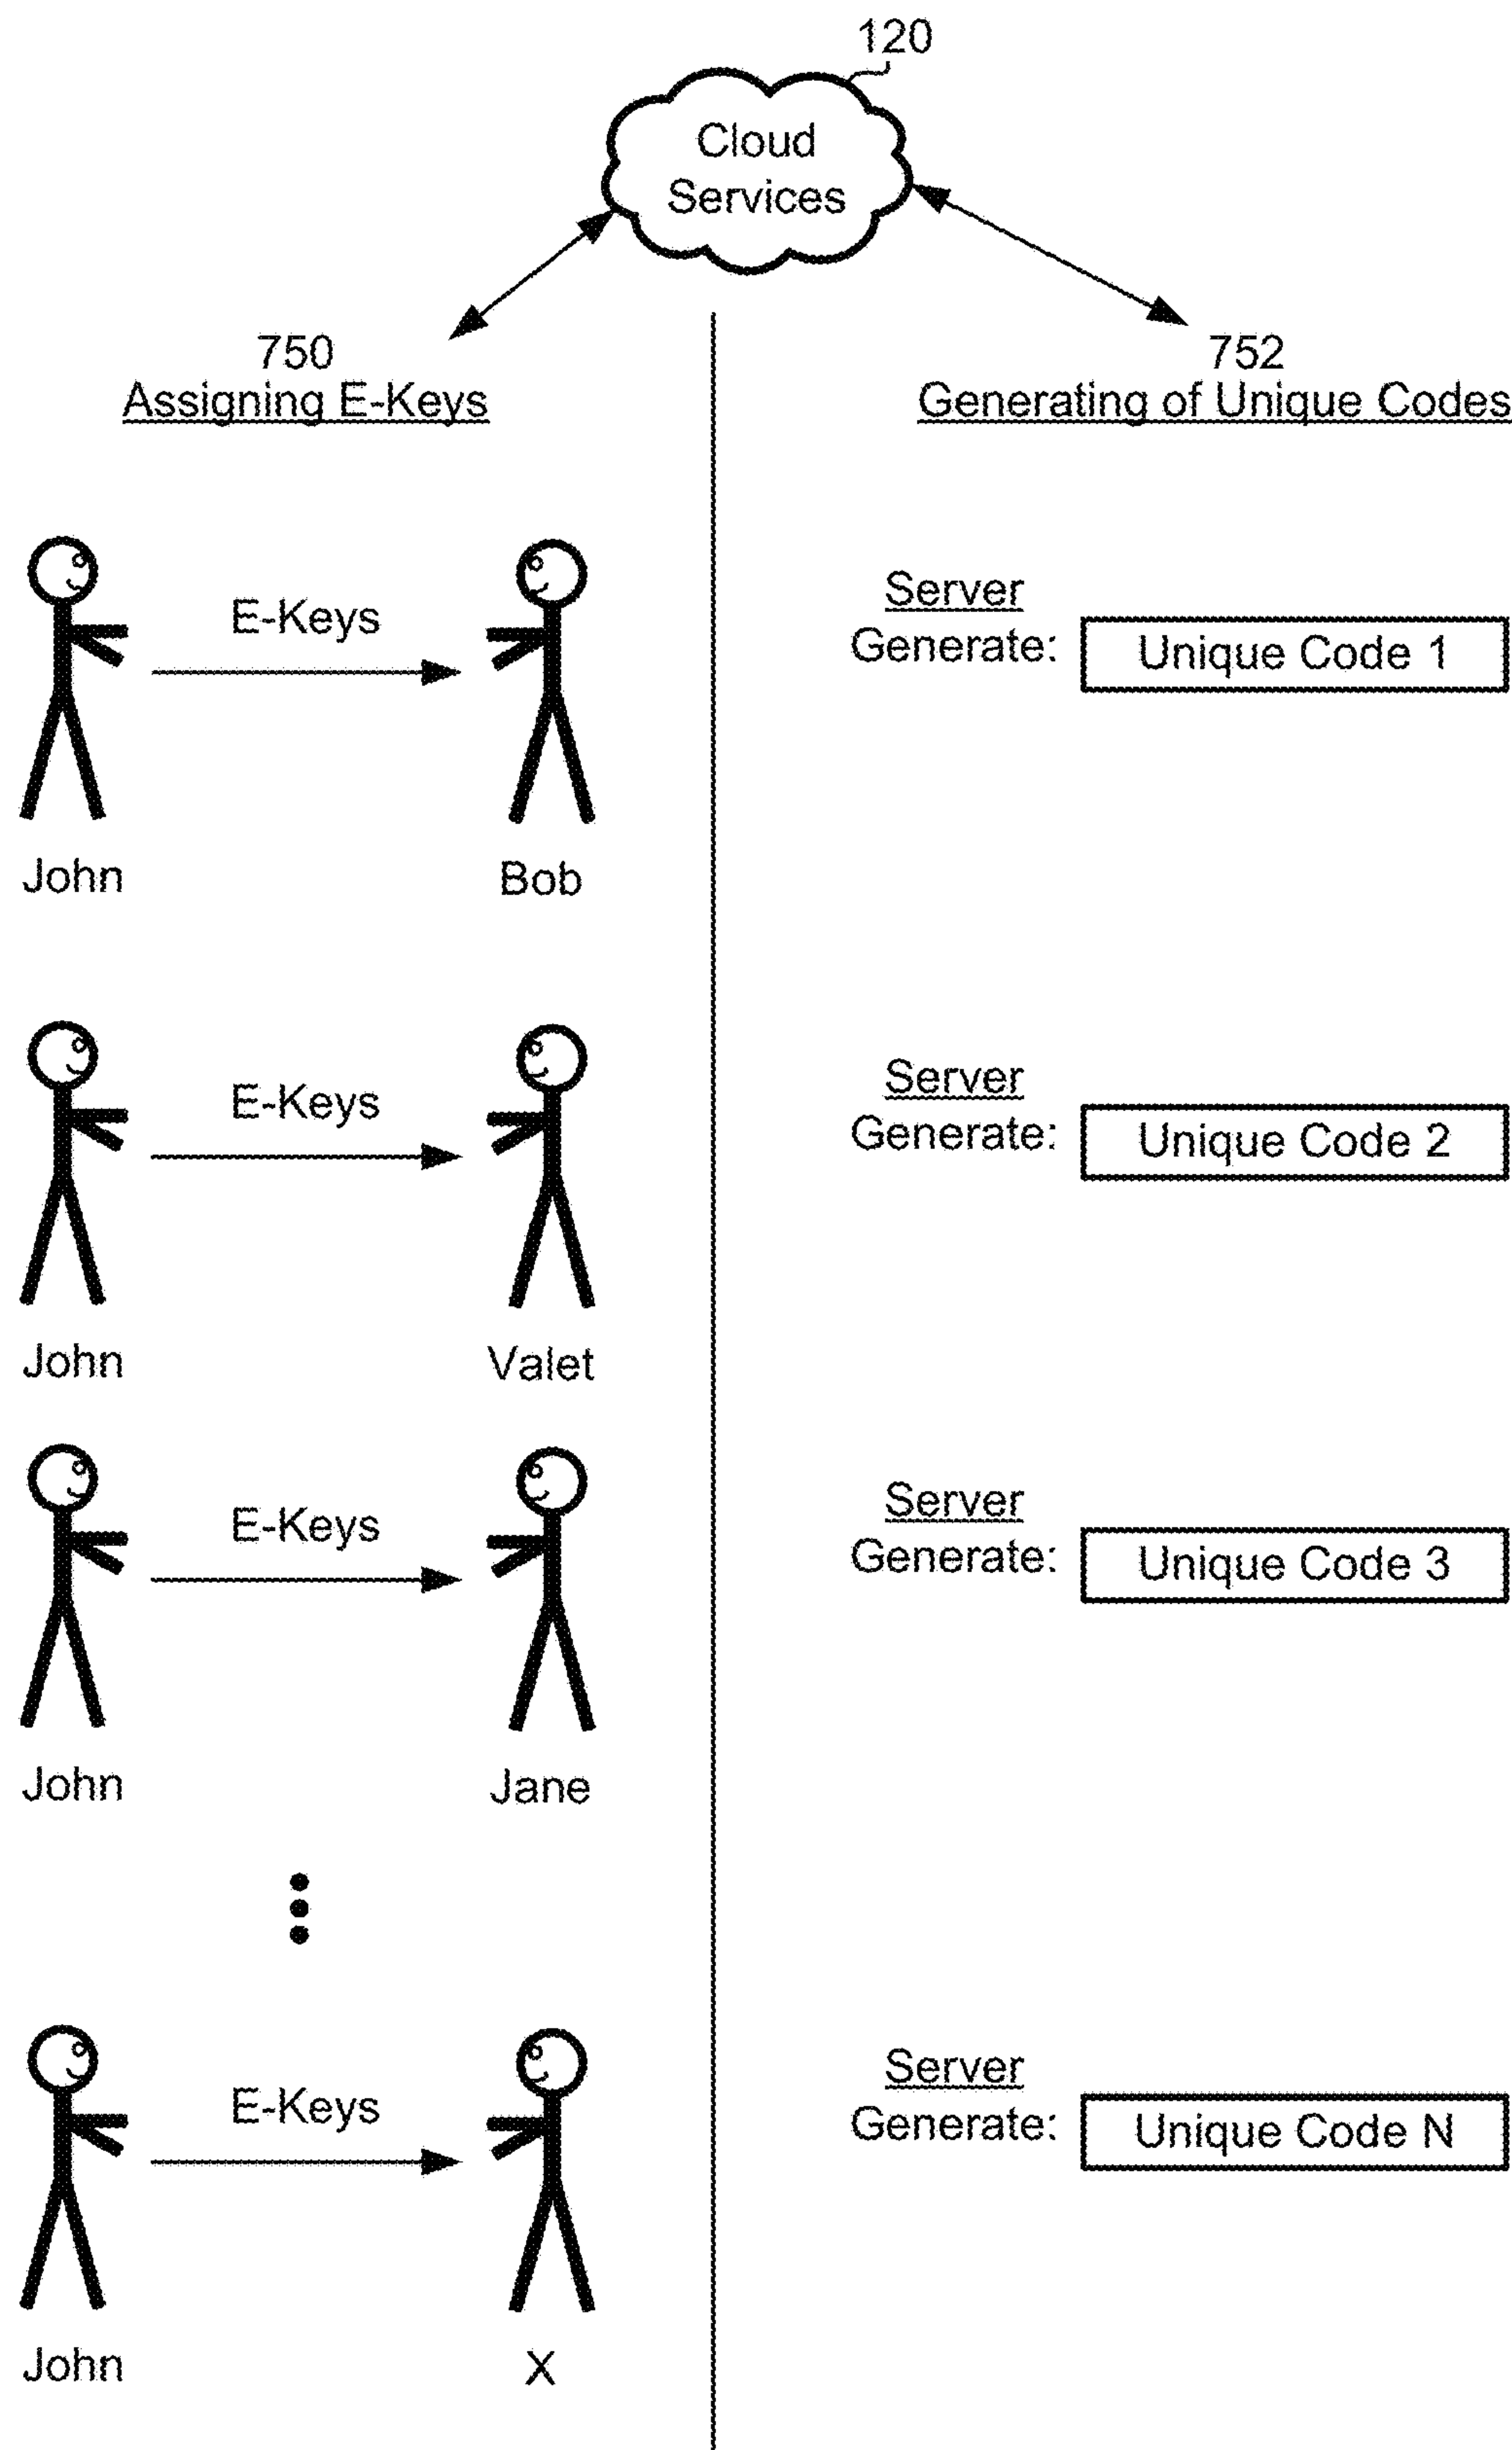 120
Cloud
Services
750
Assigning E-Keys
752
Generating of Unique Codes
E-Keys
John
Bob
Server
Generate:
Unique Code 1
E-Keys
John
Valet
Server
Generate:
Unique Code 2
E-Keys
John
Jane
Server
Generate:
Unique Code 3
E-Keys
John
X
Server
Generate:
Unique Code N